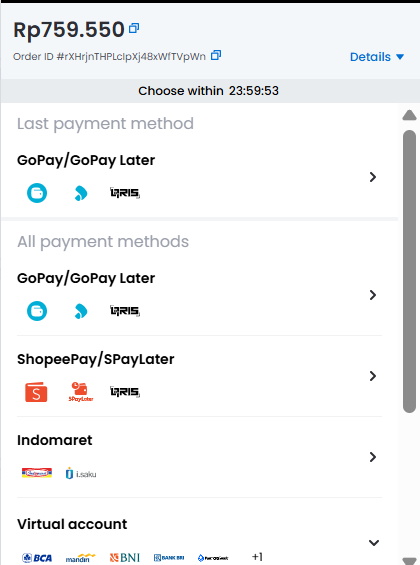 Rp759.550
Order ID #rXHrjnTHPLcIpXj48xWfTVpWn
Details
Choose within 23:59:53
Last payment method
GoPay/GoPay Later
QRIS
All payment methods
GoPay/GoPay Later
QRIS
ShopeePay/SPayLater
S SPayLater QRIS
Indomaret
Indomaret i.saku
Virtual account
BCA mandiri BNI BANK BRI PermataBank +1